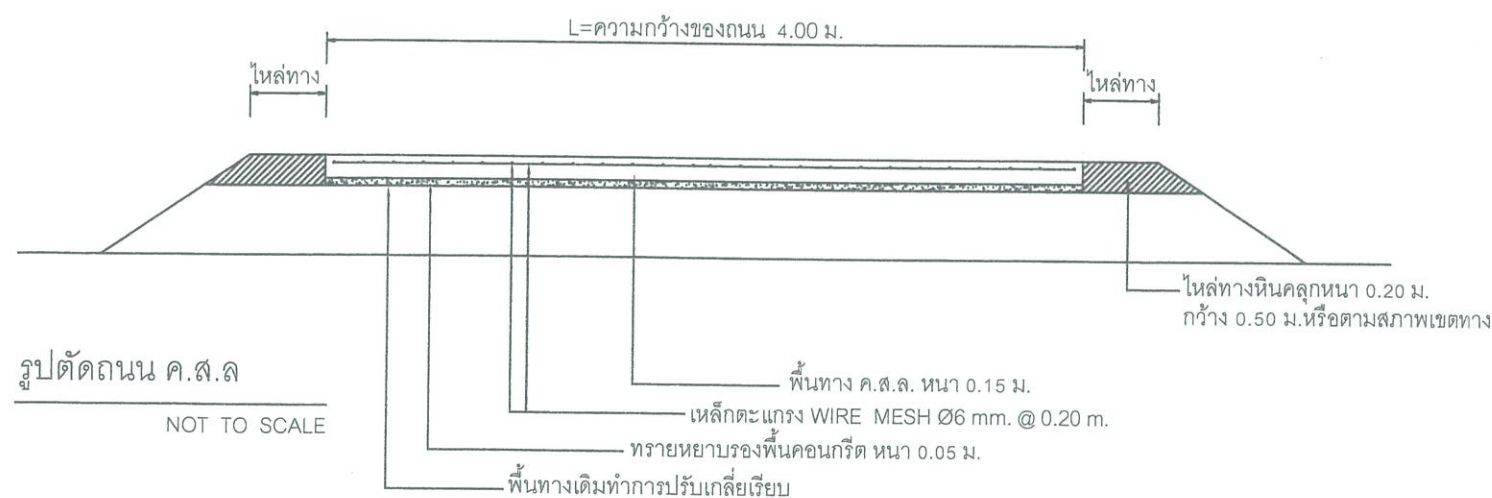 L=ความกว้างของถนน 4.00 ม.
ไหล่ทาง
ไหล่ทาง
ไหล่ทางหินคลุกหนา 0.20 ม.
กว้าง 0.50 ม.หรือตามสภาพเขตทาง
รูปตัดถนน ค.ส.ล
NOT TO SCALE
พื้นทาง ค.ส.ล. หนา 0.15 ม.
เหล็กตะแกรง WIRE MESH Ø6 mm. @ 0.20 m.
ทรายหยาบรองพื้นคอนกรีต หนา 0.05 ม.
พื้นทางเดิมทำการปรับเกลี่ยเรียบ